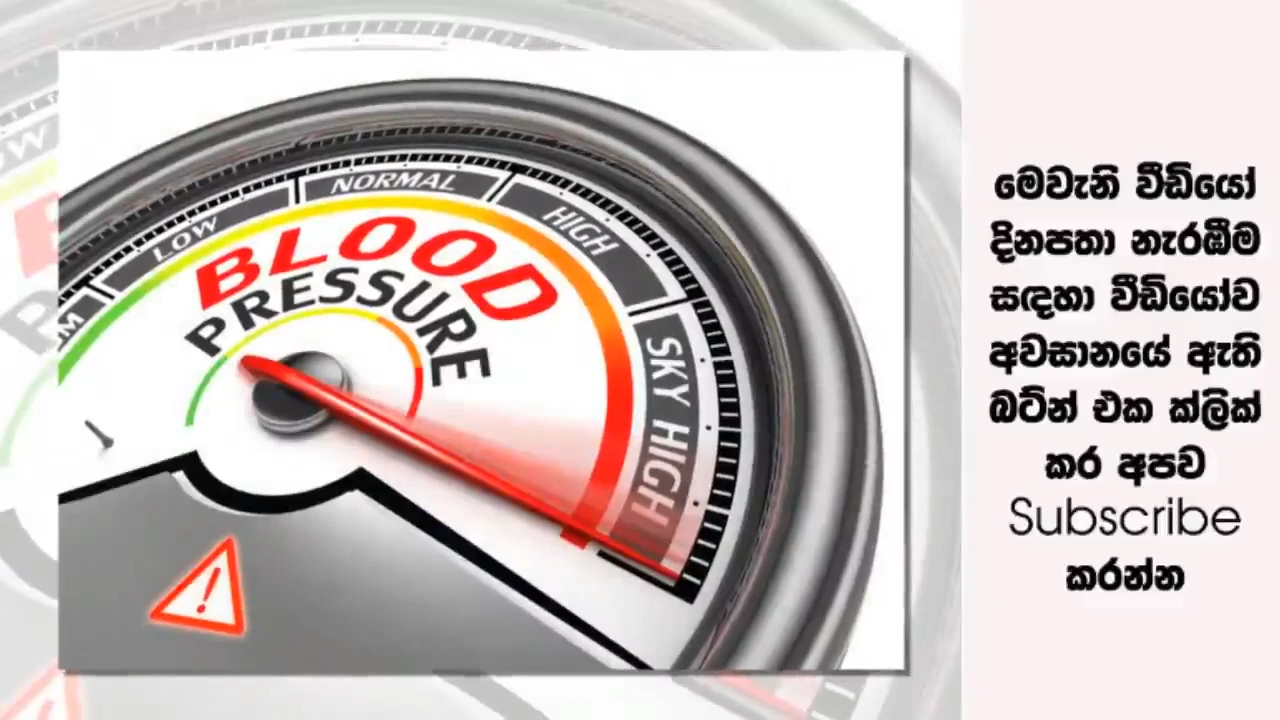 LOW
NORMAL
HIGH
SKY HIGH
BLOOD
PRESSURE
මෙවැනි වීඩියෝ
දිනපතා නැරඹීම
සඳහා වීඩියෝව
අවසානයේ ඇති
බටන් එක ක්ලික්
කර අපව
Subscribe
කරන්න